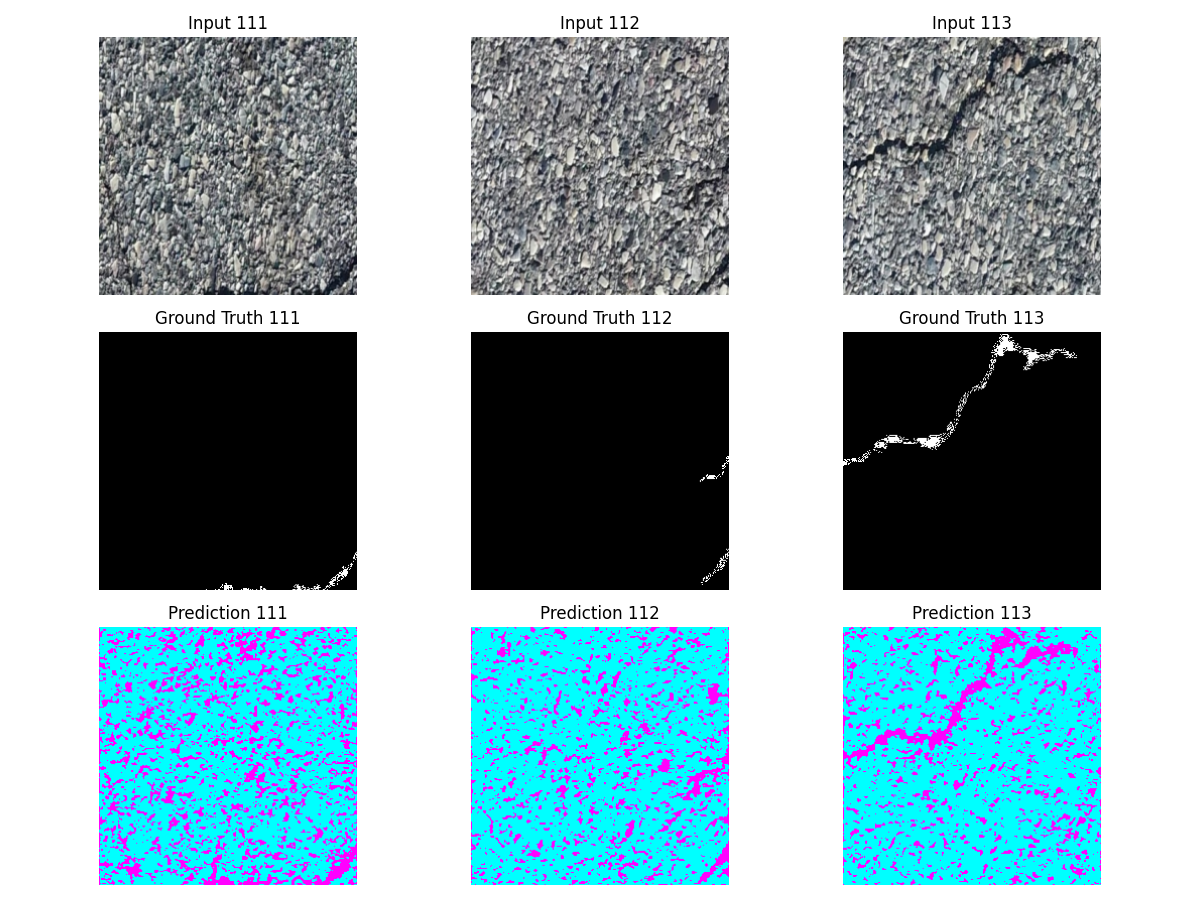 Input 111
Input 112
Input 113
Ground Truth 111
Ground Truth 112
Ground Truth 113
Prediction 111
Prediction 112
Prediction 113